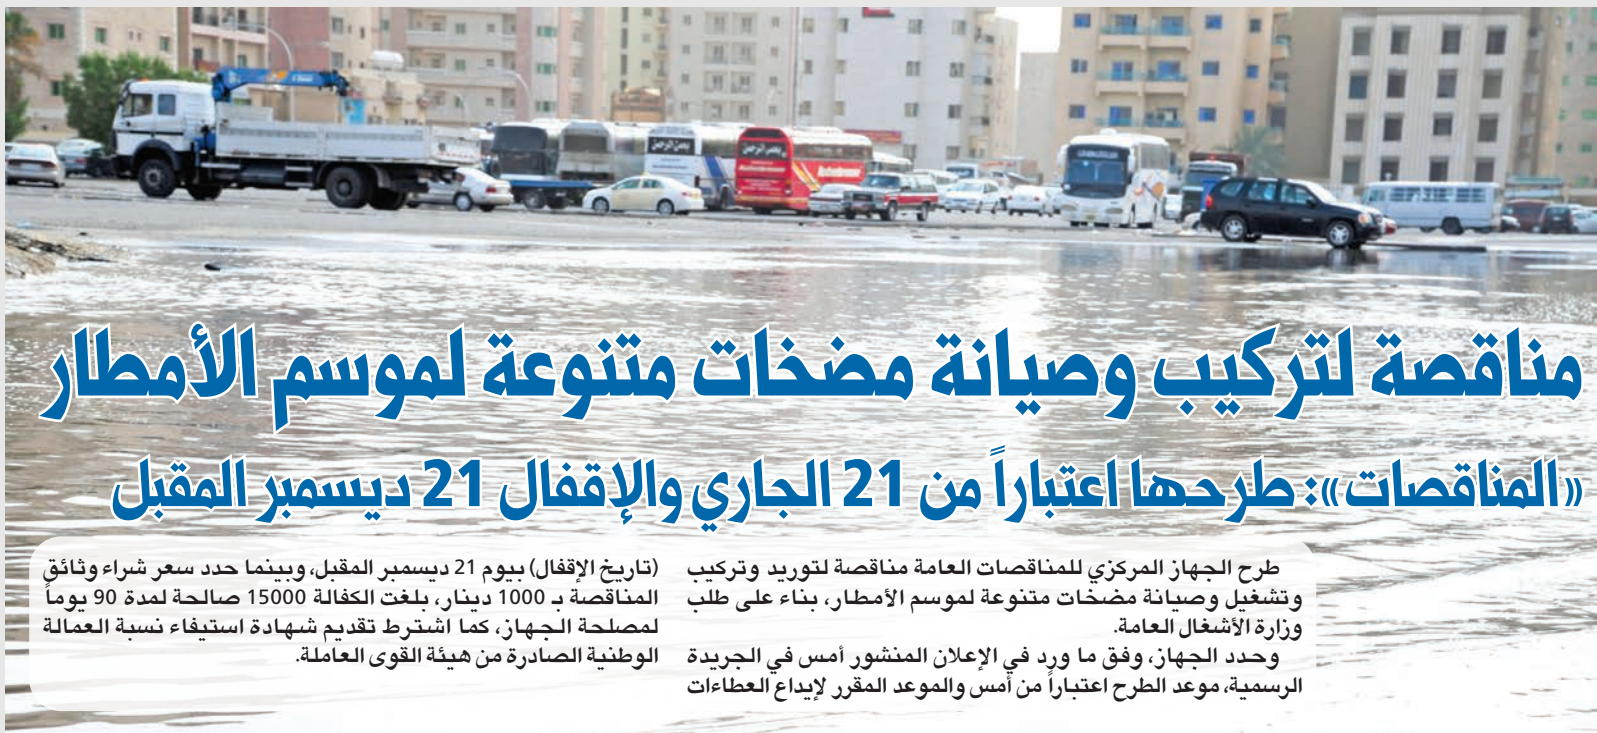 مناقصة لتركيب وصيانة مضخات متنوعة لموسم الأمطار
«المناقصات»: طرحها اعتباراً من 21 الجاري والإقفال 21 ديسمبر المقبل
طرح الجهاز المركزي للمناقصات العامة مناقصة لتوريد وتركيب
وتشغيل وصيانة مضخات متنوعة لموسم الأمطار، بناء على طلب
وزارة الأشغال العامة.
وحدد الجهاز، وفق ما ورد في الإعلان المنشور أمس في الجريدة
الرسمية، موعد الطرح اعتباراً من أمس والموعد المقرر لإيداع العطاءات
(تاريخ الإقفال) بيوم 21 ديسمبر المقبل، وبينما حدد سعر شراء وثائق
المناقصة بـ 1000 دينار، بلغت الكفالة 15000 صالحة لمدة 90 يوماً
لمصلحة الجهاز، كما اشترط تقديم شهادة استيفاء نسبة العمالة
الوطنية الصادرة من هيئة القوى العاملة.